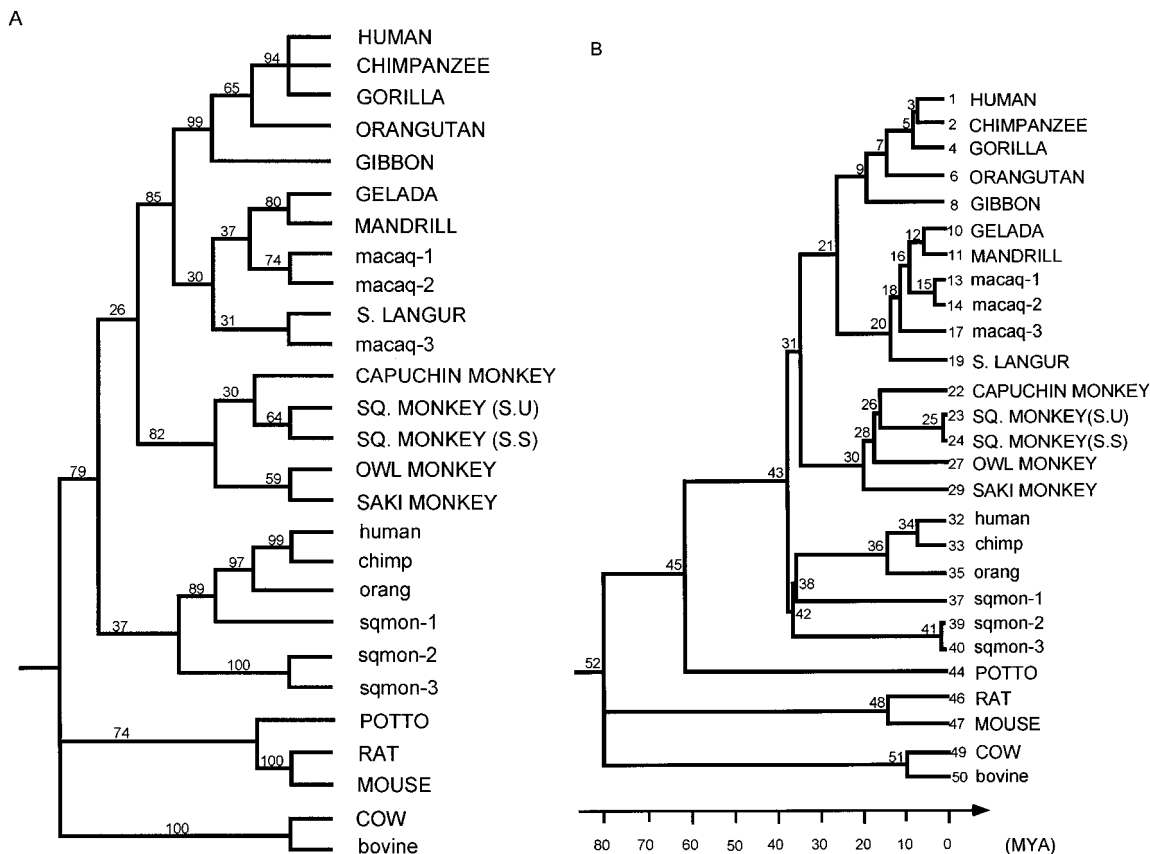 A
HUMAN
94
CHIMPANZEE
65
GORILLA
99
ORANGUTAN
GIBBON
85
GELADA
80
MANDRILL
37
macaq-1
74
macaq-2
30
S. LANGUR
31
macaq-3
26
CAPUCHIN MONKEY
30
SQ. MONKEY (S.U)
64
SQ. MONKEY (S.S)
82
OWL MONKEY
59
SAKI MONKEY
79
human
99
chimp
97
orang
89
sqmon-1
37
sqmon-2
100
sqmon-3
POTTO
74
RAT
100
MOUSE
COW
100
bovine
B
1 HUMAN
3
2 CHIMPANZEE
5
4 GORILLA
7
6 ORANGUTAN
9
8 GIBBON
10 GELADA
12
11 MANDRILL
21
16
13 macaq-1
15
14 macaq-2
18
17 macaq-3
20
19 S. LANGUR
31
22 CAPUCHIN MONKEY
26
23 SQ. MONKEY(S.U)
25
24 SQ. MONKEY(S.S)
28
27 OWL MONKEY
30
29 SAKI MONKEY
43
32 human
34
33 chimp
36
35 orang
45
38
37 sqmon-1
42
39 sqmon-2
41
40 sqmon-3
52
44 POTTO
46 RAT
48
47 MOUSE
49 COW
51
50 bovine
80 70 60 50 40 30 20 10 0 (MYA)